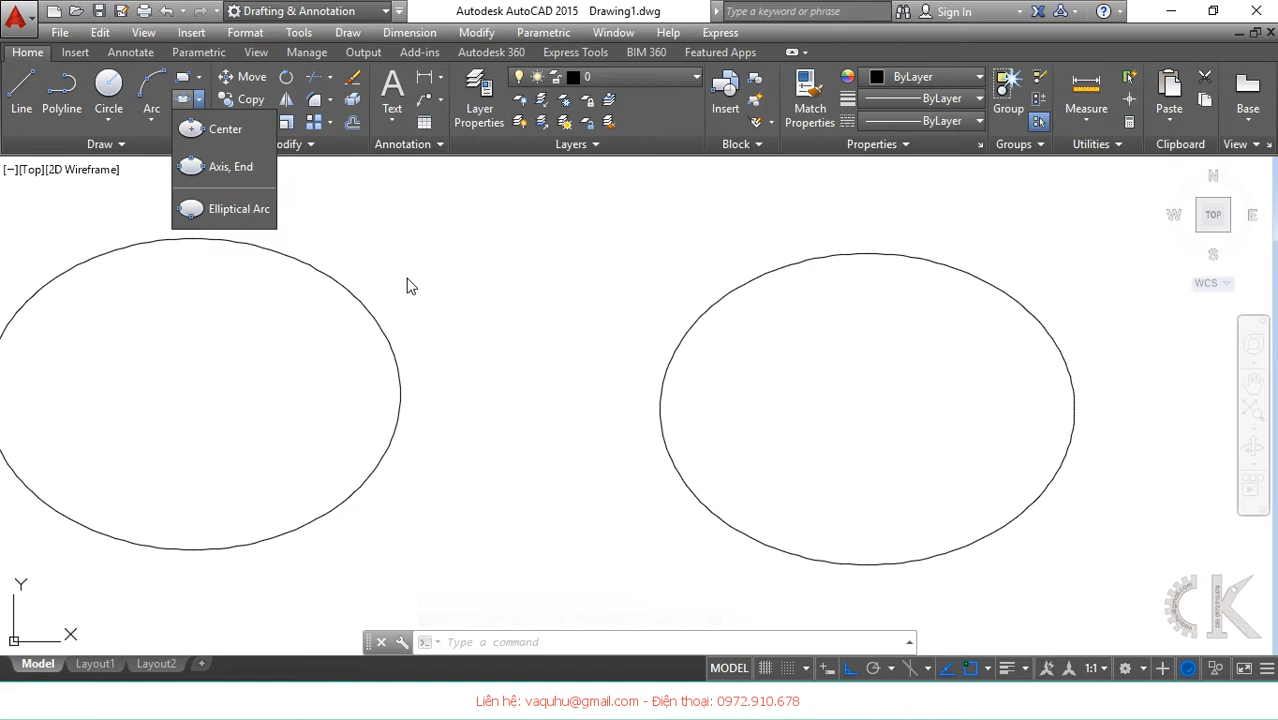 Drafting & Annotation
Autodesk AutoCAD 2015 Drawing1.dwg
Type a keyword or phrase
Sign In
File Edit View Insert Format Tools Draw Dimension Modify Parametric Window Help Express
Home Insert Annotate Parametric View Manage Output Add-ins Autodesk 360 Express Tools BIM 360 Featured Apps
Line
Polyline
Circle
Arc
Move
Copy
Text
Layer
Properties
0
Insert
Match
Properties
ByLayer
ByLayer
ByLayer
Group
Measure
Paste
Base
Draw
Modify
Annotation
Layers
Block
Properties
Groups
Utilities
Clipboard
View
Center
Axis, End
Elliptical Arc
[−][Top][2D Wireframe]
N
W
TOP
E
S
WCS
Y
X
Type a command
Model Layout1 Layout2 +
MODEL
1:1
CK
Liên hệ: vaquhu@gmail.com - Điện thoại: 0972.910.678